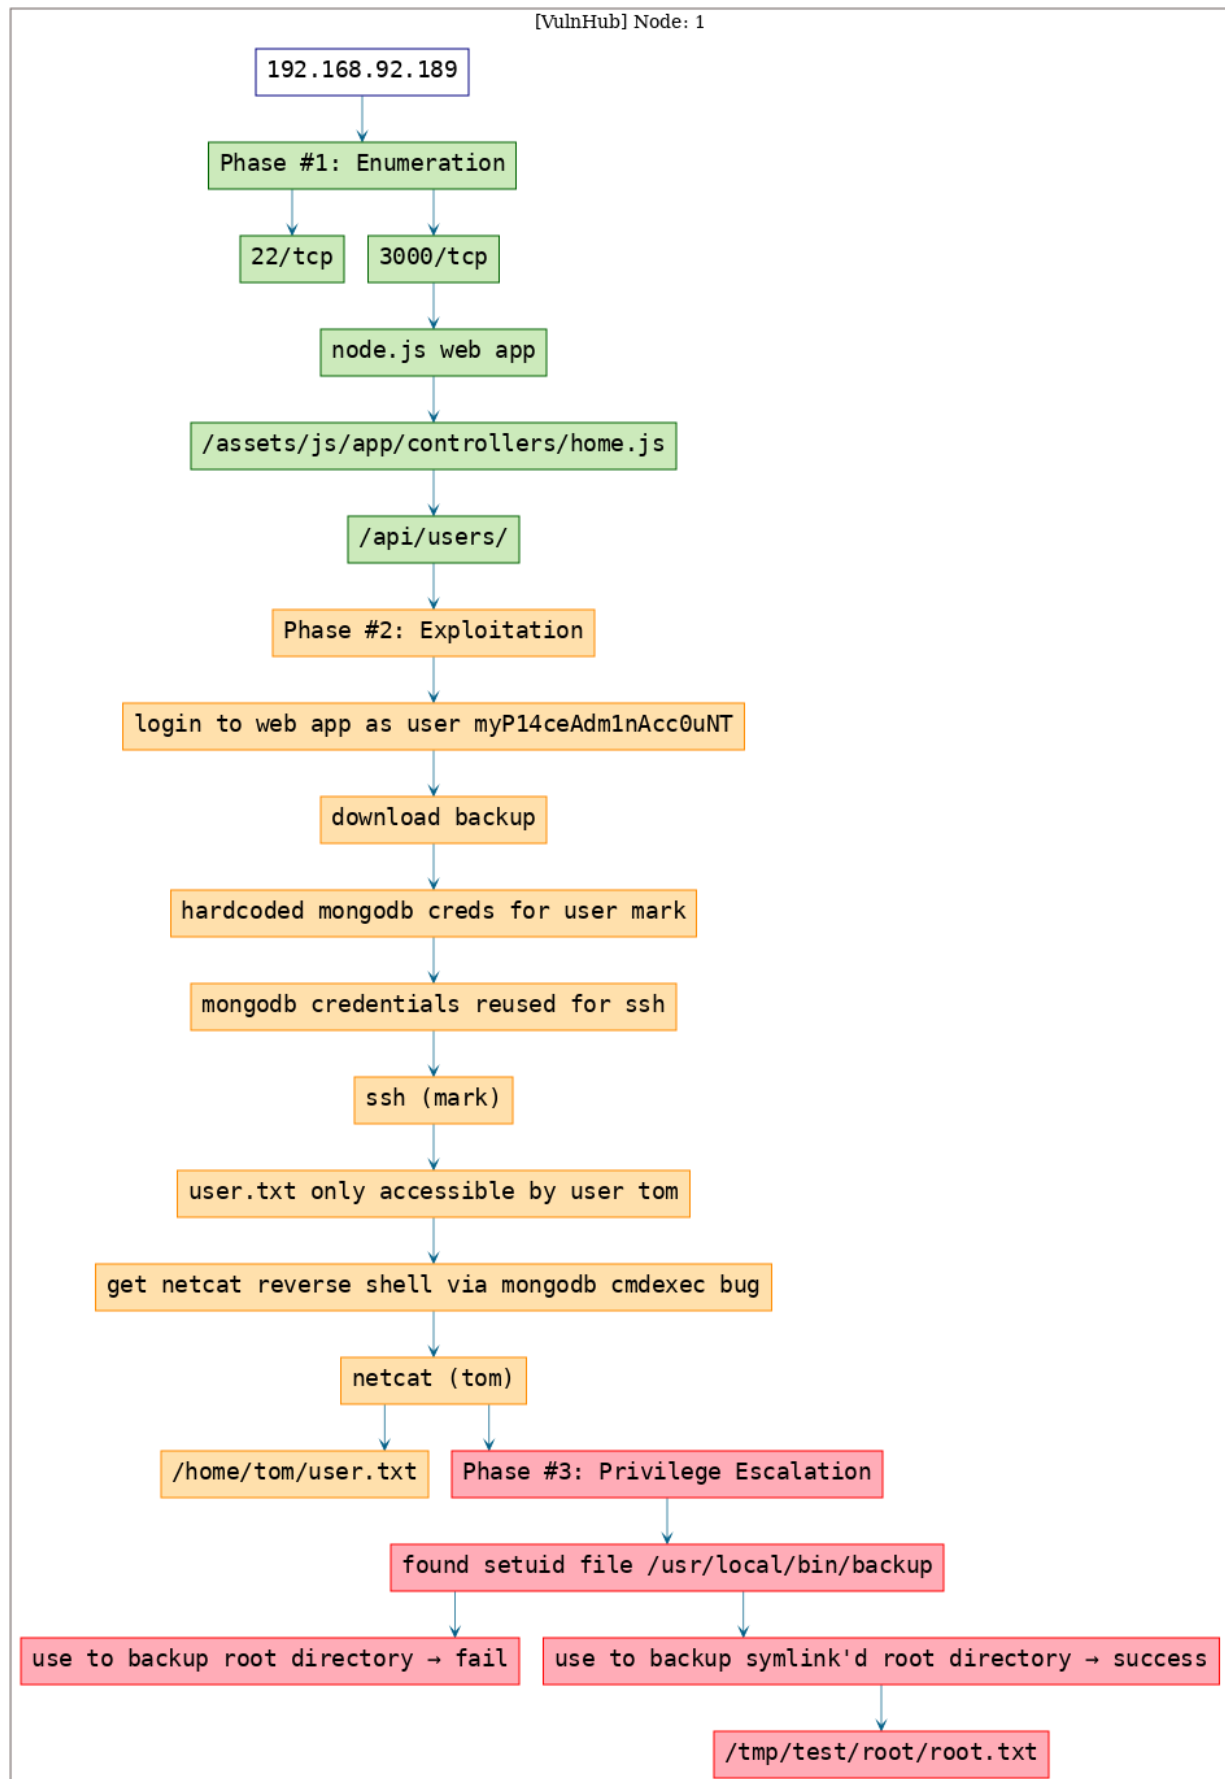 [VulnHub] Node: 1
192.168.92.189
Phase #1: Enumeration
22/tcp
3000/tcp
node.js web app
/assets/js/app/controllers/home.js
/api/users/
Phase #2: Exploitation
login to web app as user myP14ceAdm1nAcc0uNT
download backup
hardcoded mongodb creds for user mark
mongodb credentials reused for ssh
ssh (mark)
user.txt only accessible by user tom
get netcat reverse shell via mongodb cmdexec bug
netcat (tom)
/home/tom/user.txt
Phase #3: Privilege Escalation
found setuid file /usr/local/bin/backup
use to backup root directory → fail
use to backup symlink'd root directory → success
/tmp/test/root/root.txt